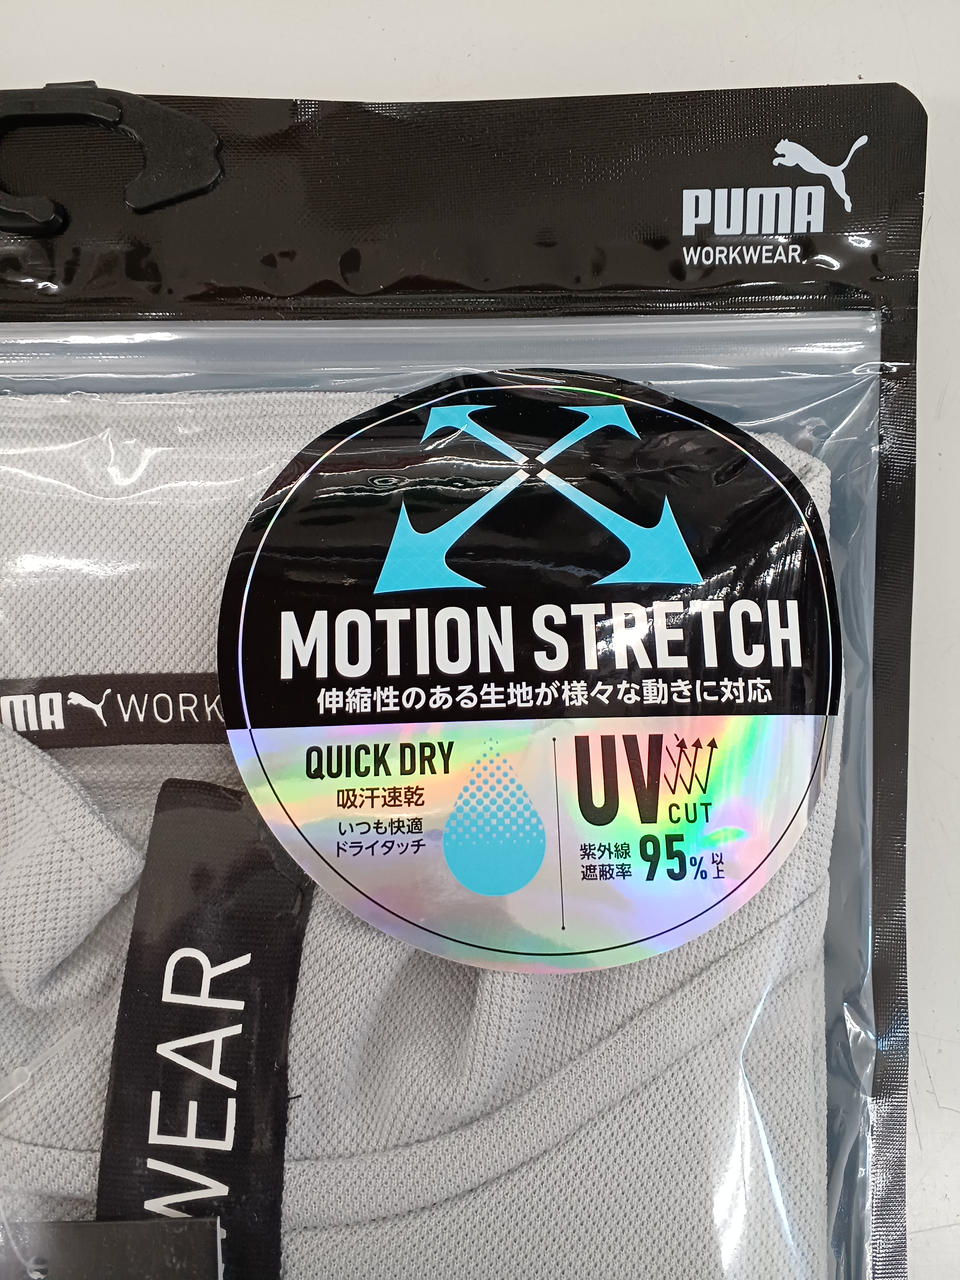 PUMA
WORKWEAR
MOTION STRETCH
伸縮性のある生地が様々な動きに対応
QUICK DRY
吸汗速乾
いつも快適
ドライタッチ
UV
CUT
紫外線
遮蔽率
95%以上
MA WORK
WEAR